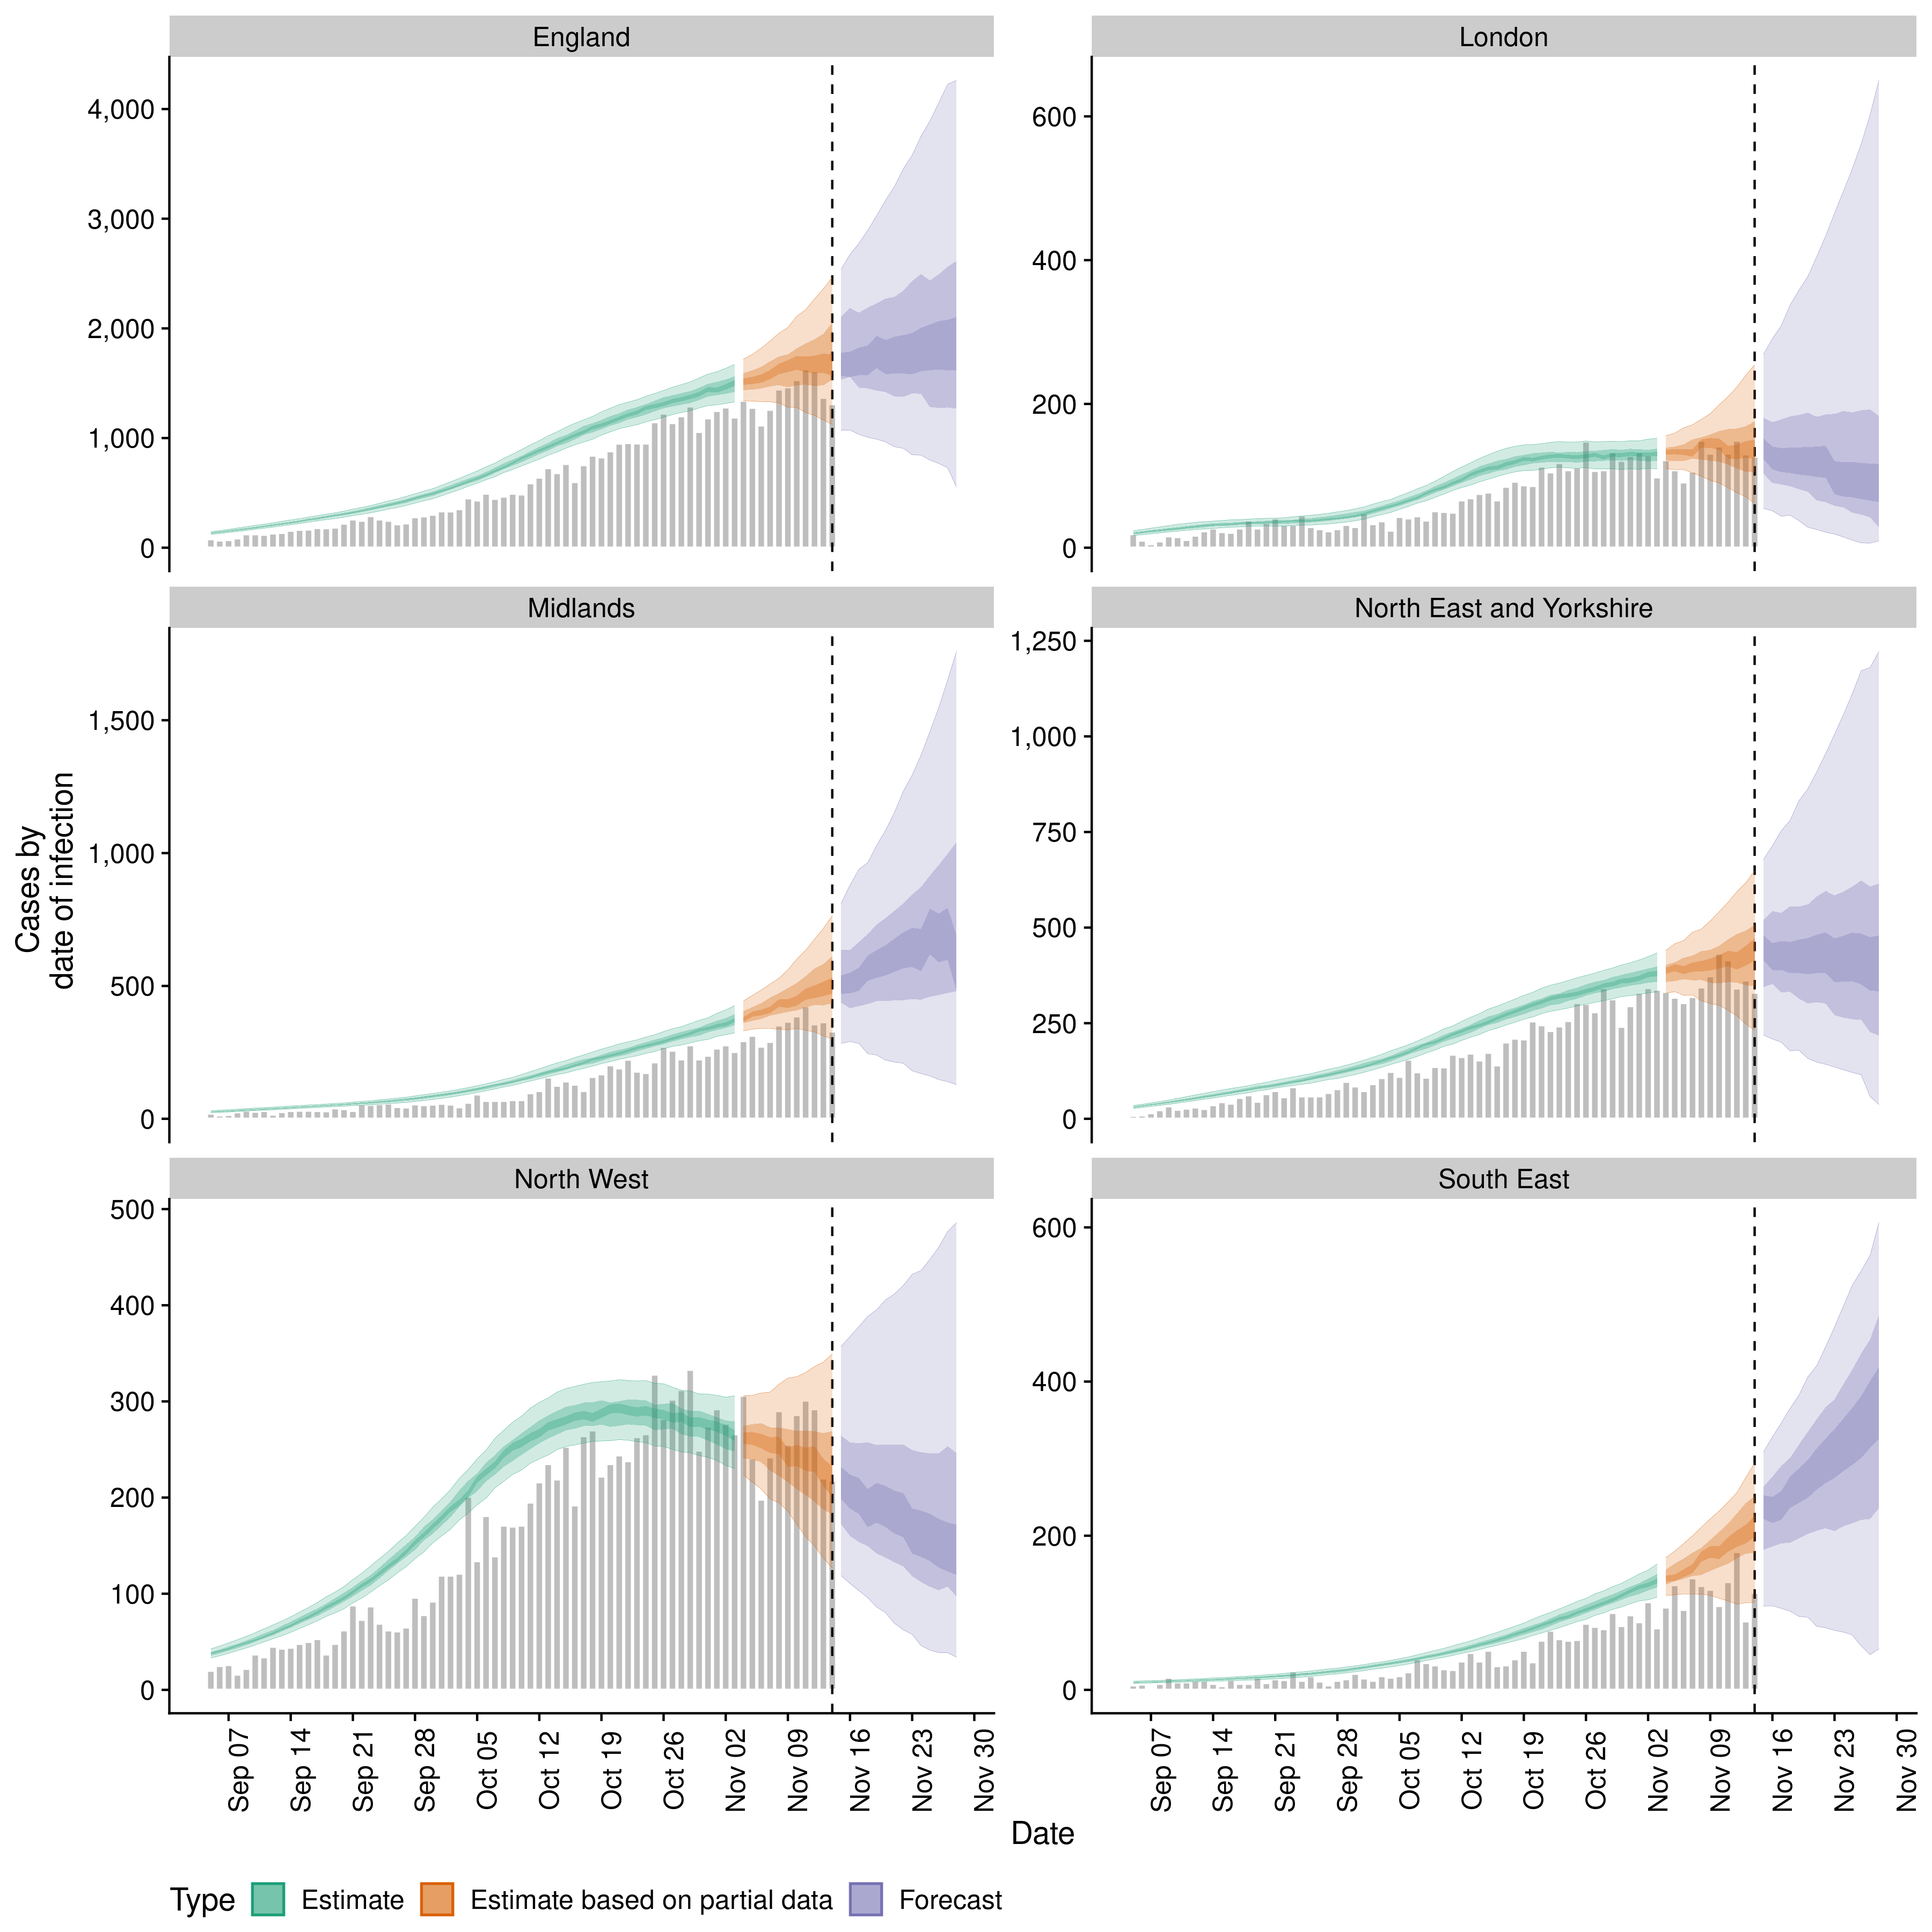 England
London
4,000
3,000
2,000
1,000
0
600
400
200
0
Midlands
North East and Yorkshire
1,500
1,000
500
0
1,250
1,000
750
500
250
0
North West
South East
500
400
300
200
100
0
600
400
200
0
Cases by
date of infection
Sep 07
Sep 14
Sep 21
Sep 28
Oct 05
Oct 12
Oct 19
Oct 26
Nov 02
Nov 09
Nov 16
Nov 23
Nov 30
Sep 07
Sep 14
Sep 21
Sep 28
Oct 05
Oct 12
Oct 19
Oct 26
Nov 02
Nov 09
Nov 16
Nov 23
Nov 30
Date
Type Estimate Estimate based on partial data Forecast